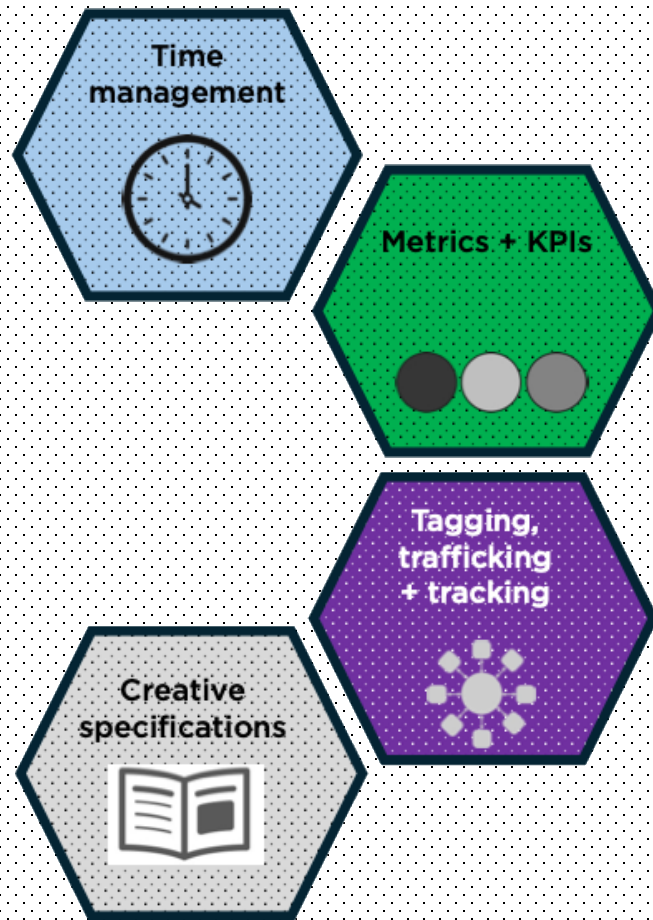 Time
management
Metrics + KPIs
Tagging,
trafficking
+ tracking
Creative
specifications